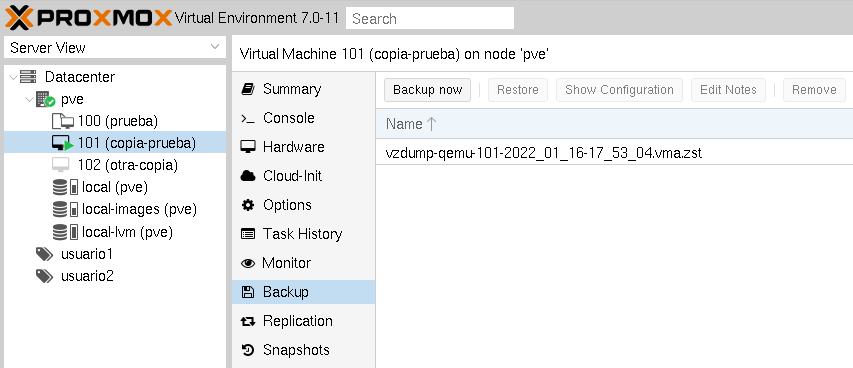 PROXMOX Virtual Environment 7.0-11 Search
Server View
Virtual Machine 101 (copia-prueba) on node 'pve'
Datacenter
pve
100 (prueba)
101 (copia-prueba)
102 (otra-copia)
local (pve)
local-images (pve)
local-lvm (pve)
usuario1
usuario2
Summary
Console
Hardware
Cloud-Init
Options
Task History
Monitor
Backup
Replication
Snapshots
Backup now Restore Show Configuration Edit Notes Remove
Name
vzdump-qemu-101-2022_01_16-17_53_04.vma.zst